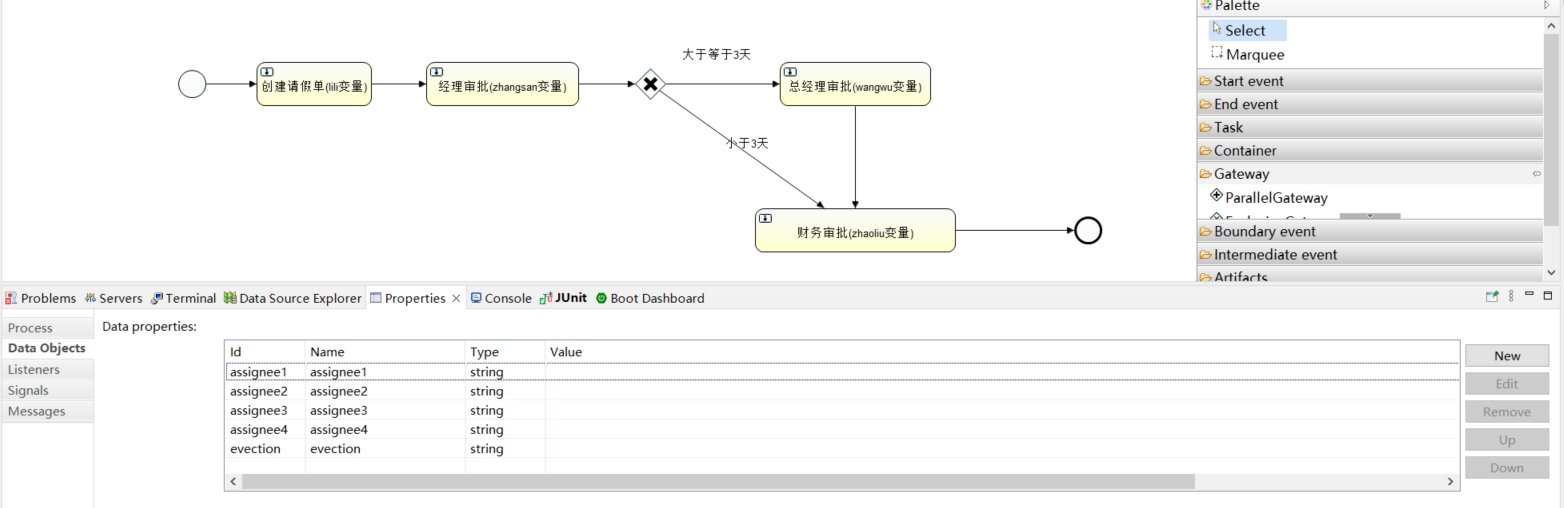 Palette
Select
Marquee
Start event
End event
Task
Container
Gateway
ParallelGateway
Boundary event
Intermediate event
Artifacts
大于等于3天
创建请假单(lili变量)
经理审批(zhangsan变量)
总经理审批(wangwu变量)
小于3天
财务审批(zhaoliu变量)
Problems Servers Terminal Data Source Explorer Properties Console JUnit Boot Dashboard
Process
Data Objects
Listeners
Signals
Messages
Data properties:
Id Name Type Value
assignee1 assignee1 string
assignee2 assignee2 string
assignee3 assignee3 string
assignee4 assignee4 string
evection evection string
New
Edit
Remove
Up
Down